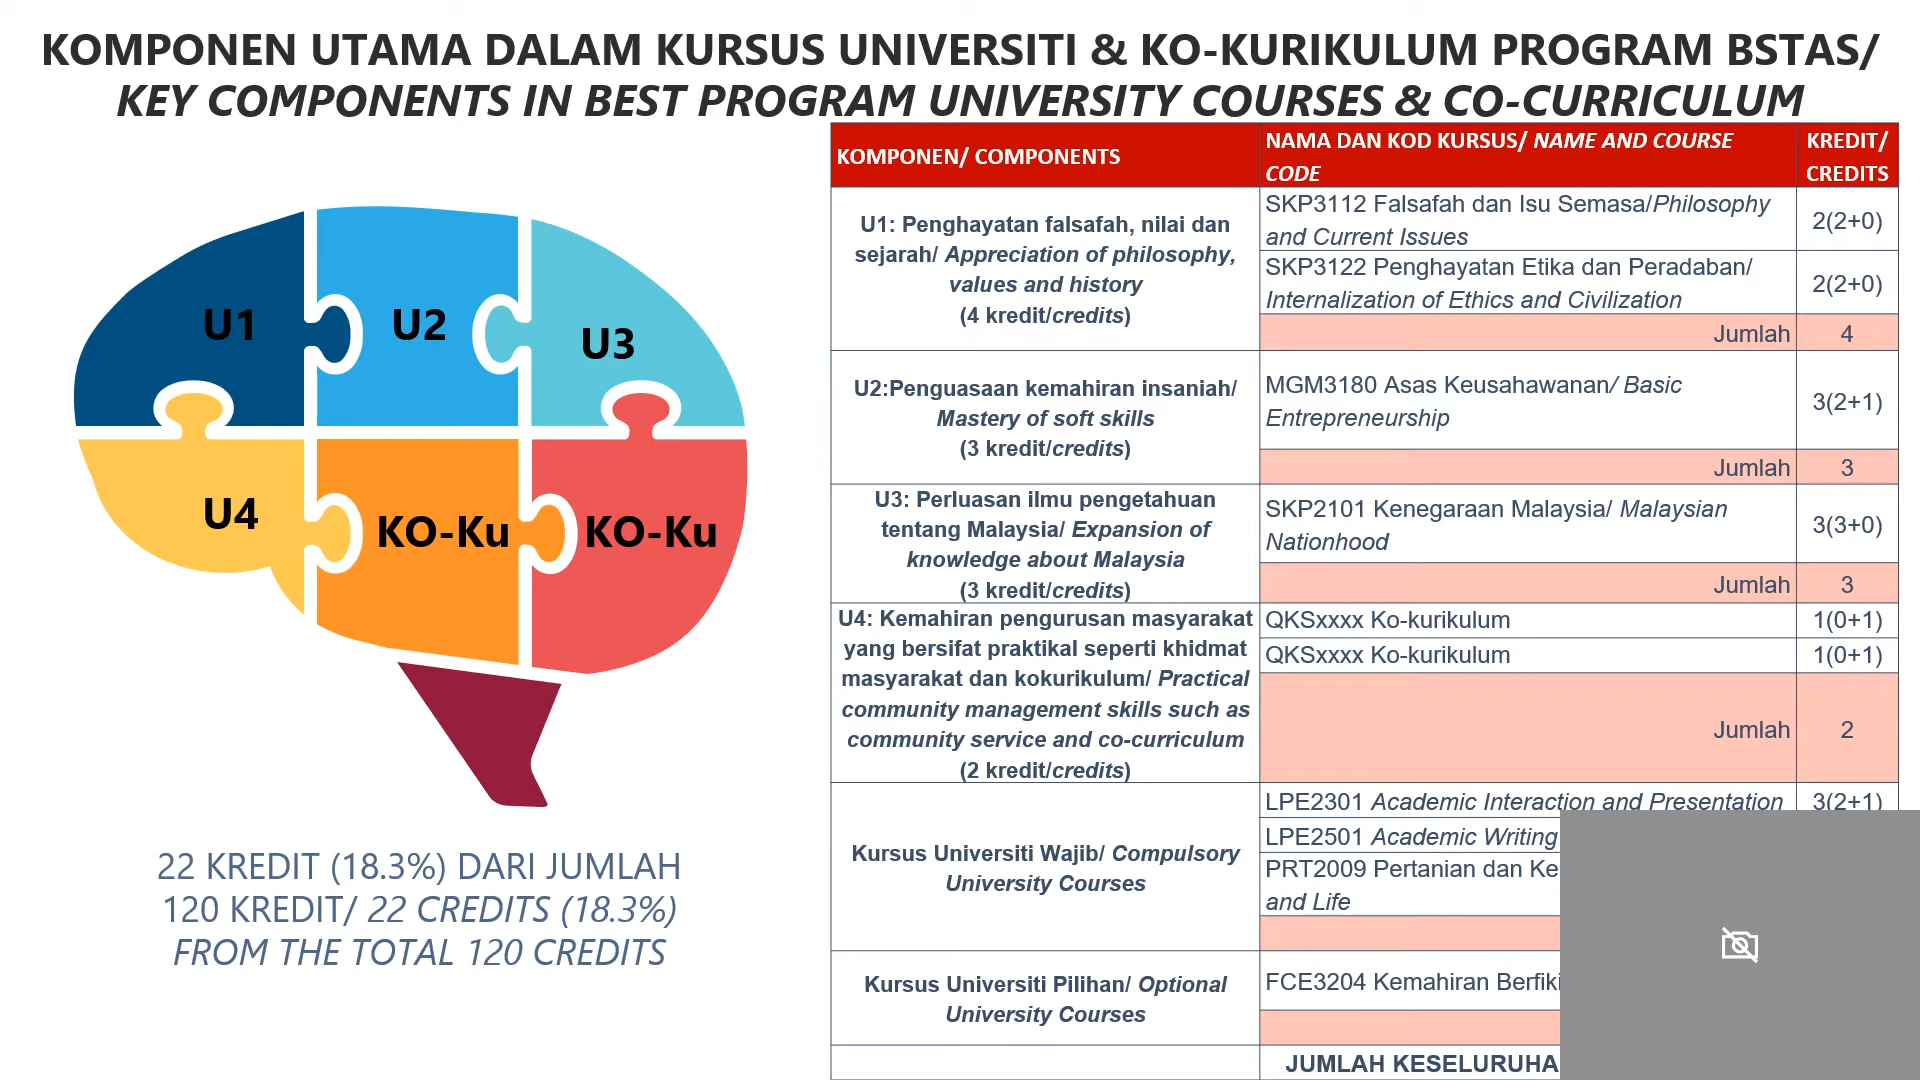 KOMPONEN UTAMA DALAM KURSUS UNIVERSITI & KO-KURIKULUM PROGRAM BSTAS/
KEY COMPONENTS IN BEST PROGRAM UNIVERSITY COURSES & CO-CURRICULUM
U1
U2
U3
U4
KO-Ku
KO-Ku
22 KREDIT (18.3%) DARI JUMLAH
120 KREDIT/ 22 CREDITS (18.3%)
FROM THE TOTAL 120 CREDITS
KOMPONEN/ COMPONENTS
NAMA DAN KOD KURSUS/ NAME AND COURSE
CODE
KREDIT/
CREDITS
U1: Penghayatan falsafah, nilai dan
sejarah/ Appreciation of philosophy,
values and history
(4 kredit/credits)
SKP3112 Falsafah dan Isu Semasa/Philosophy
and Current Issues
2(2+0)
SKP3122 Penghayatan Etika dan Peradaban/
Internalization of Ethics and Civilization
2(2+0)
Jumlah
4
U2:Penguasaan kemahiran insaniah/
Mastery of soft skills
(3 kredit/credits)
MGM3180 Asas Keusahawanan/ Basic
Entrepreneurship
3(2+1)
Jumlah
3
U3: Perluasan ilmu pengetahuan
tentang Malaysia/ Expansion of
knowledge about Malaysia
(3 kredit/credits)
SKP2101 Kenegaraan Malaysia/ Malaysian
Nationhood
3(3+0)
Jumlah
3
U4: Kemahiran pengurusan masyarakat
yang bersifat praktikal seperti khidmat
masyarakat dan kokurikulum/ Practical
community management skills such as
community service and co-curriculum
(2 kredit/credits)
QKSxxxx Ko-kurikulum
1(0+1)
QKSxxxx Ko-kurikulum
1(0+1)
Jumlah
2
Kursus Universiti Wajib/ Compulsory
University Courses
LPE2301 Academic Interaction and Presentation
3(2+1)
LPE2501 Academic Writing
PRT2009 Pertanian dan
and Life
Kursus Universiti Pilihan/ Optional
University Courses
FCE3204 Kemahiran
JUMLAH